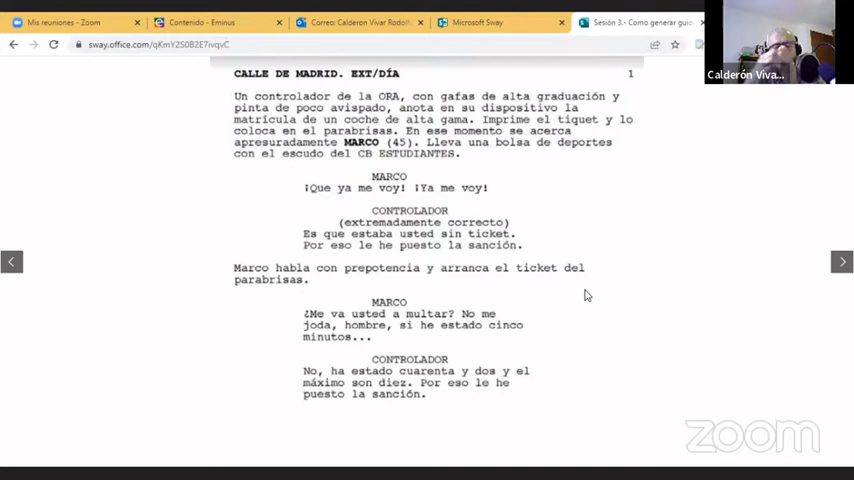 Mis reuniones - Zoom
Contenido - Eminus
Correo: Calderon Vivar Rodolf
Microsoft Sway
Sesión 3.- Como generar guio
sway.office.com/qKmY2S0B2E7ivqvC
Calderón Viva...
CALLE DE MADRID. EXT/DÍA 1
Un controlador de la ORA, con gafas de alta graduación y
pinta de poco avispado, anota en su dispositivo la
matrícula de un coche de alta gama. Imprime el tiquet y lo
coloca en el parabrisas. En ese momento se acerca
apresuradamente MARCO (45). Lleva una bolsa de deportes
con el escudo del CB ESTUDIANTES.
MARCO
¡Que ya me voy! ¡Ya me voy!
CONTROLADOR
(extremadamente correcto)
Es que estaba usted sin ticket.
Por eso le he puesto la sanción.
Marco habla con prepotencia y arranca el ticket del
parabrisas.
MARCO
¿Me va usted a multar? No me
joda, hombre, si he estado cinco
minutos...
CONTROLADOR
No, ha estado cuarenta y dos y el
máximo son diez. Por eso le he
puesto la sanción.
zoom